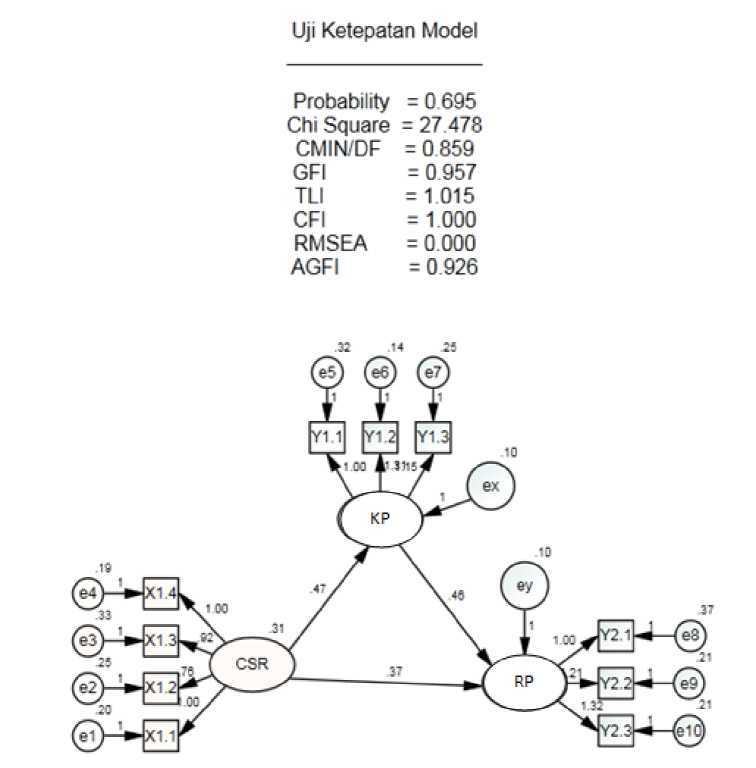 Uji Ketepatan Model
Probability = 0.695
Chi Square = 27.478
CMIN/DF = 0.859
GFI = 0.957
TLI = 1.015
CFI = 1.000
RMSEA = 0.000
AGFI = 0.926
.32 .14 .25
e5 e6 e7
1 1 1
Y1.1 Y1.2 Y1.3
.10
1.00
ex
1
KP
.10
.19
ey
e4 1 X1.4
.47 .46
1.00
.33
.31
1
.37
e3 1 X1.3 .92
1.00 Y2.1 1 e8
.25
CSR
.21
e2 1 X1.2 .76
.37
RP
.21 Y2.2 1 e9
.20
.00
1.32
.21
e1 1 X1.1
Y2.3 1 e10